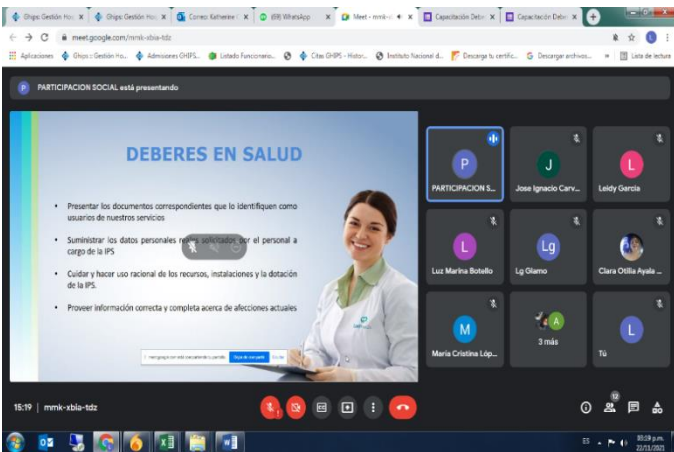 Ghips: Gestión Ho
Ghips: Gestión Ho
Correo: Katherine
(69) WhatsApp
Meet - mmk-x
Capacitación Debe
Capacitación Debe
meet.google.com/mmk-xbia-tdz
Aplicaciones
Ghips :: Gestión Ho...
Admisiones GHIPS...
Listado Funcionario...
Citas GHIPS - Histor...
Instituto Nacional d...
Descarga tu certific...
Descargar archivos...
»
Lista de lectura
P
PARTICIPACION SOCIAL está presentando
DEBERES EN SALUD
• Presentar los documentos correspondientes que lo identifiquen como
usuarios de nuestros servicios
• Suministrar los datos personales solicitados por el personal a
cargo de la IPS
• Cuidar y hacer uso racional de los recursos, instalaciones y la dotación
de la IPS.
• Proveer información correcta y completa acerca de afecciones actuales
P
PARTICIPACION S...
J
Jose Ignacio Carv...
L
Leidy Garcia
L
Luz Marina Botello
Lg
Lg Glamo
Clara Otilia Ayala ...
M
Maria Cristina Lóp...
A
3 más
L
Tú
15:19 | mmk-xbia-tdz
12
ES
03:19 p.m.
22/11/2021